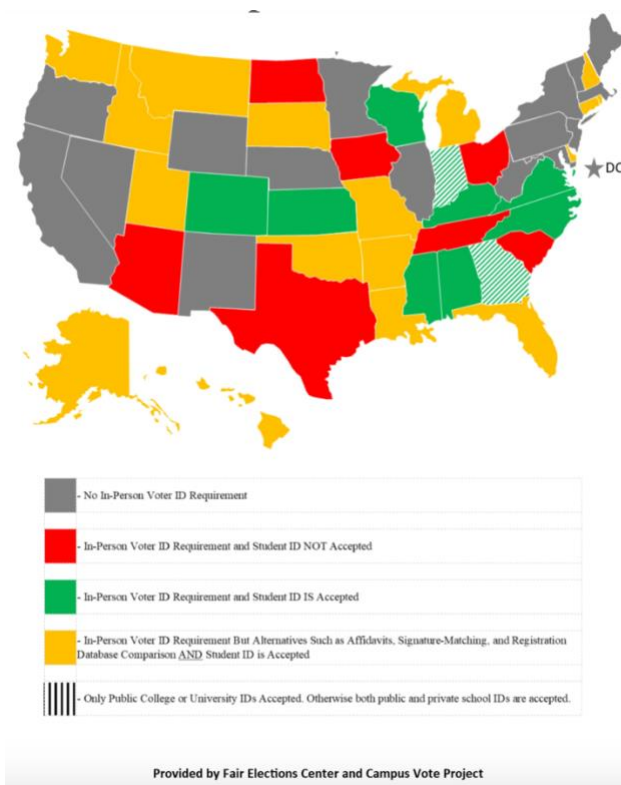 DC
- No In-Person Voter ID Requirement
- In-Person Voter ID Requirement and Student ID NOT Accepted
- In-Person Voter ID Requirement and Student ID IS Accepted
- In-Person Voter ID Requirement But Alternatives Such as Affidavits, Signature-Matching, and Registration
Database Comparison AND Student ID is Accepted
- Only Public College or University IDs Accepted. Otherwise both public and private school IDs are accepted.
Provided by Fair Elections Center and Campus Vote Project